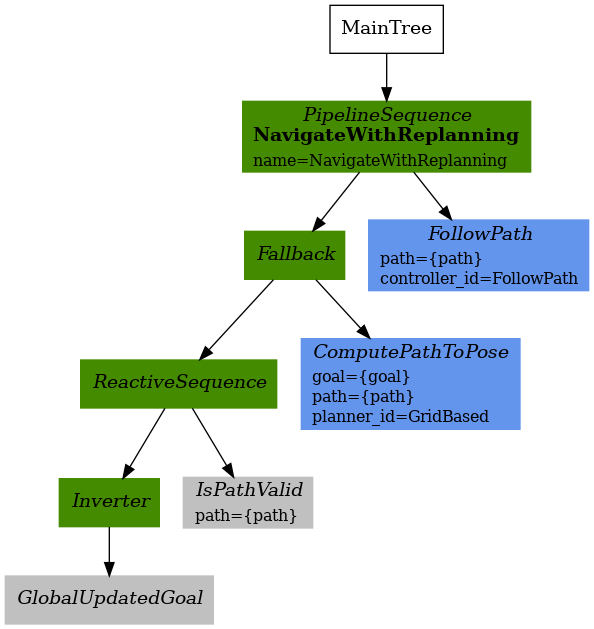 MainTree
PipelineSequence
NavigateWithReplanning
name=NavigateWithReplanning
Fallback
FollowPath
path={path}
controller_id=FollowPath
ReactiveSequence
ComputePathToPose
goal={goal}
path={path}
planner_id=GridBased
Inverter
IsPathValid
path={path}
GlobalUpdatedGoal